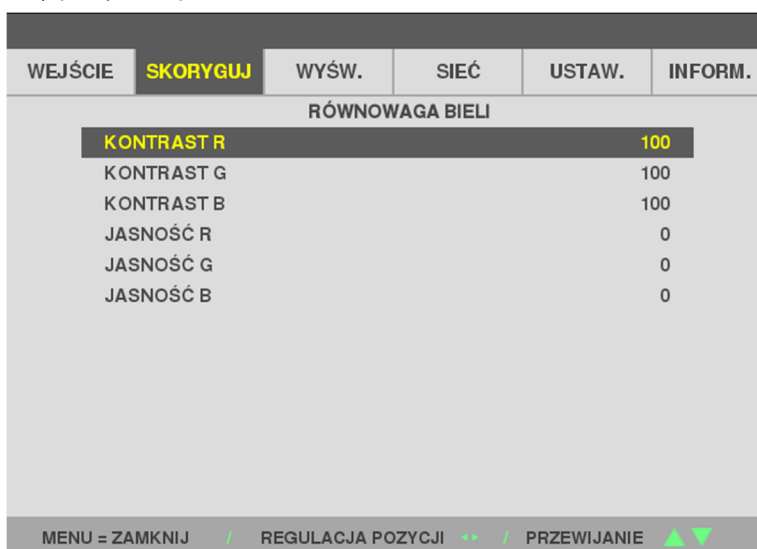 WEJŚCIE SKORYGUJ WYŚW. SIEĆ USTAW. INFORM.
RÓWNOWAGA BIELI
KONTRAST R 100
KONTRAST G 100
KONTRAST B 100
JASNOŚĆ R 0
JASNOŚĆ G 0
JASNOŚĆ B 0
MENU = ZAMKNIJ / REGULACJA POZYCJI / PRZEWIJANIE